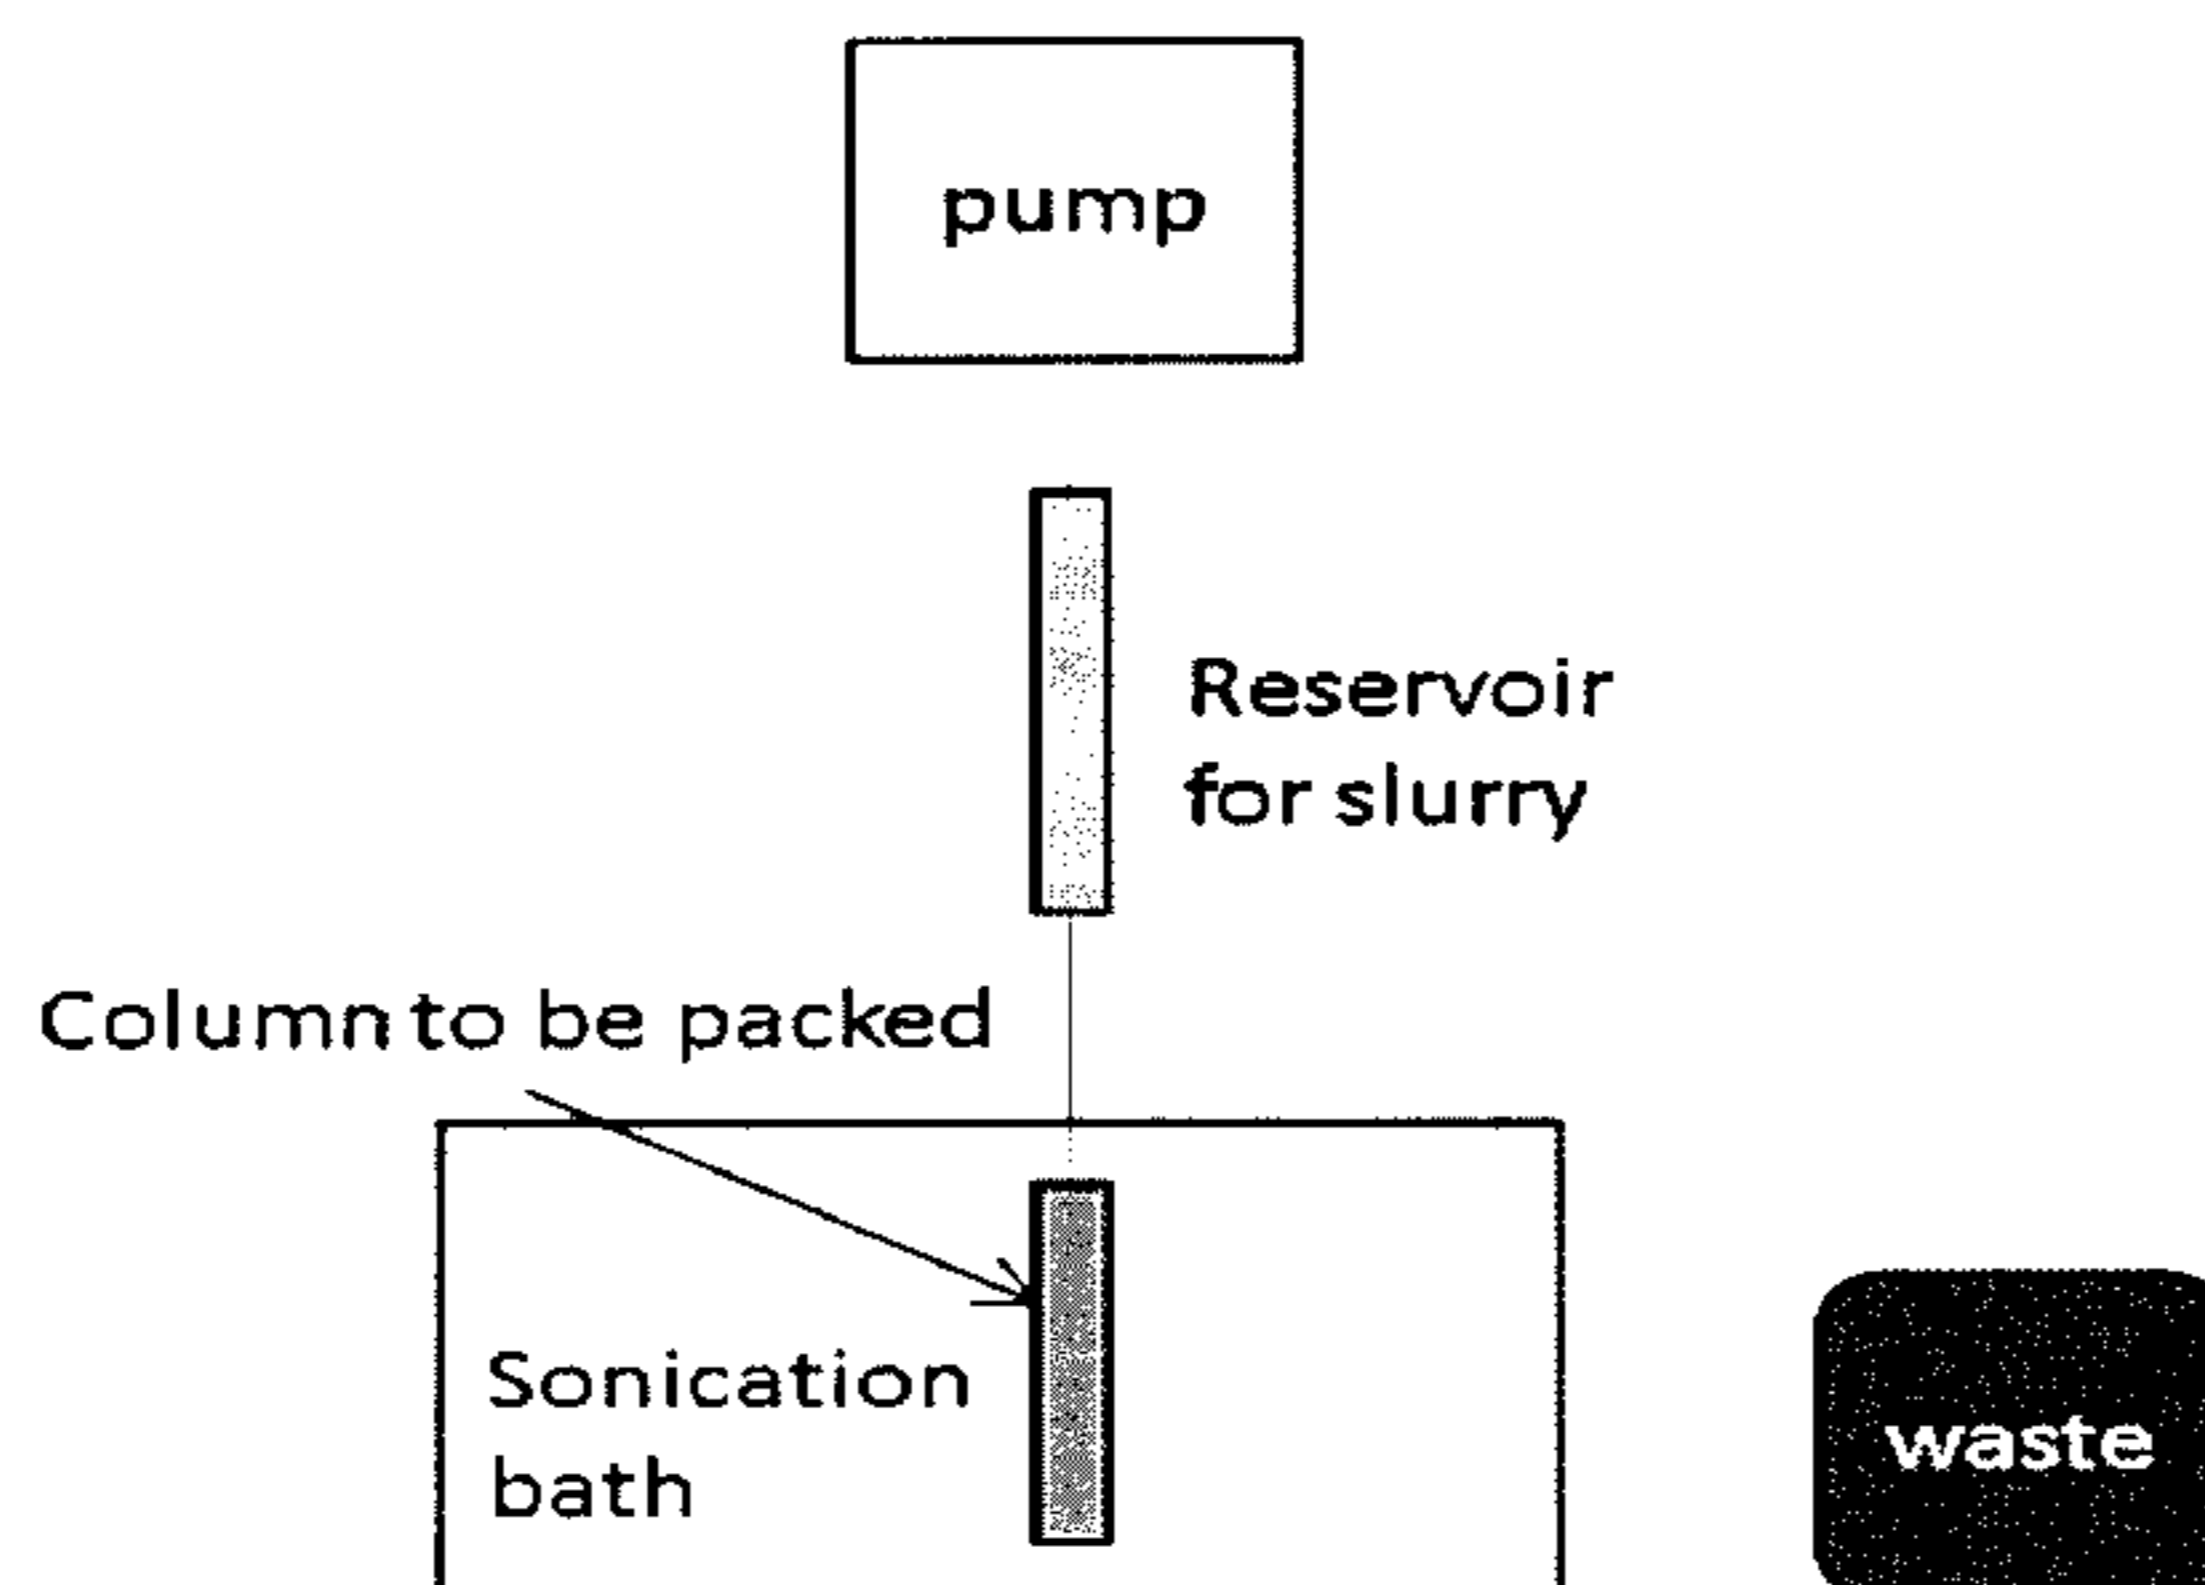 pump
Reservoir
for slurry
Column to be packed
Sonication
bath
waste